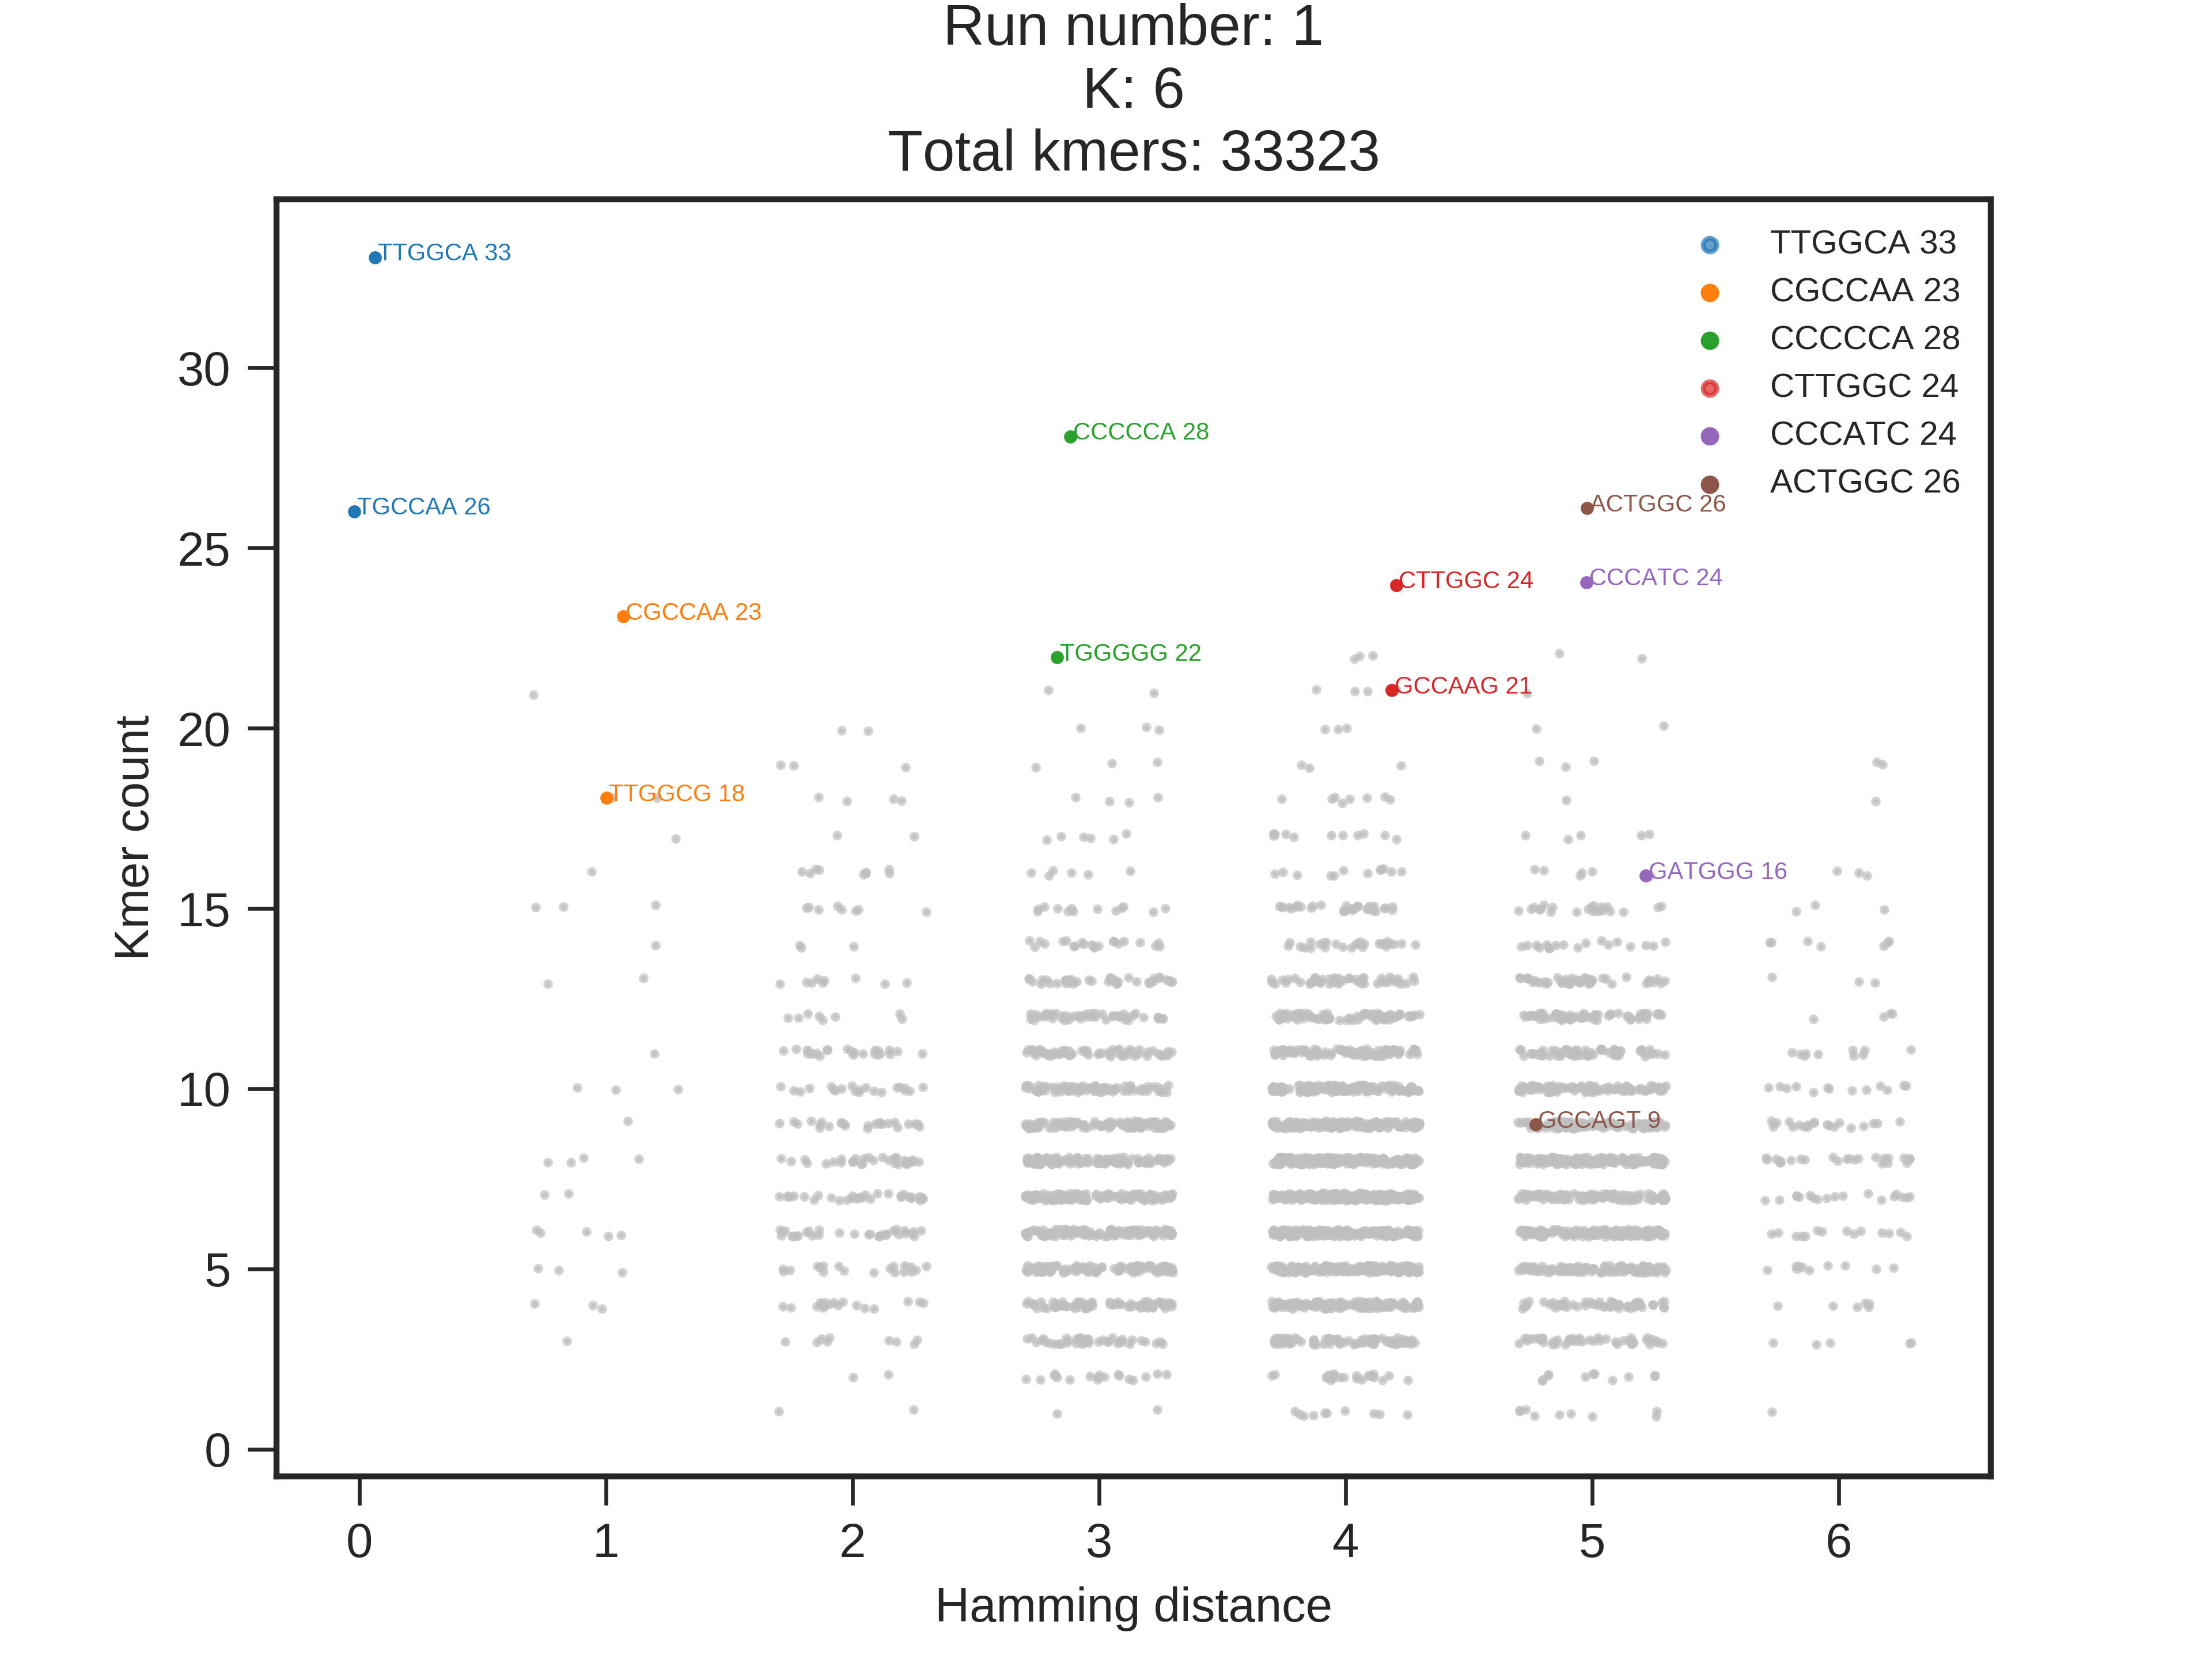 Run number: 1
K: 6
Total kmers: 33323
TTGGCA 33
TGCCAA 26
CGCCAA 23
TTGGCG 18
CCCCCA 28
TGGGGG 22
CTTGGC 24
GCCAAG 21
ACTGGC 26
CCCATC 24
GATGGG 16
GCCAGT 9
TTGGCA 33
CGCCAA 23
CCCCCA 28
CTTGGC 24
CCCATC 24
ACTGGC 26
Kmer count
30
25
20
15
10
5
0
0 1 2 3 4 5 6
Hamming distance